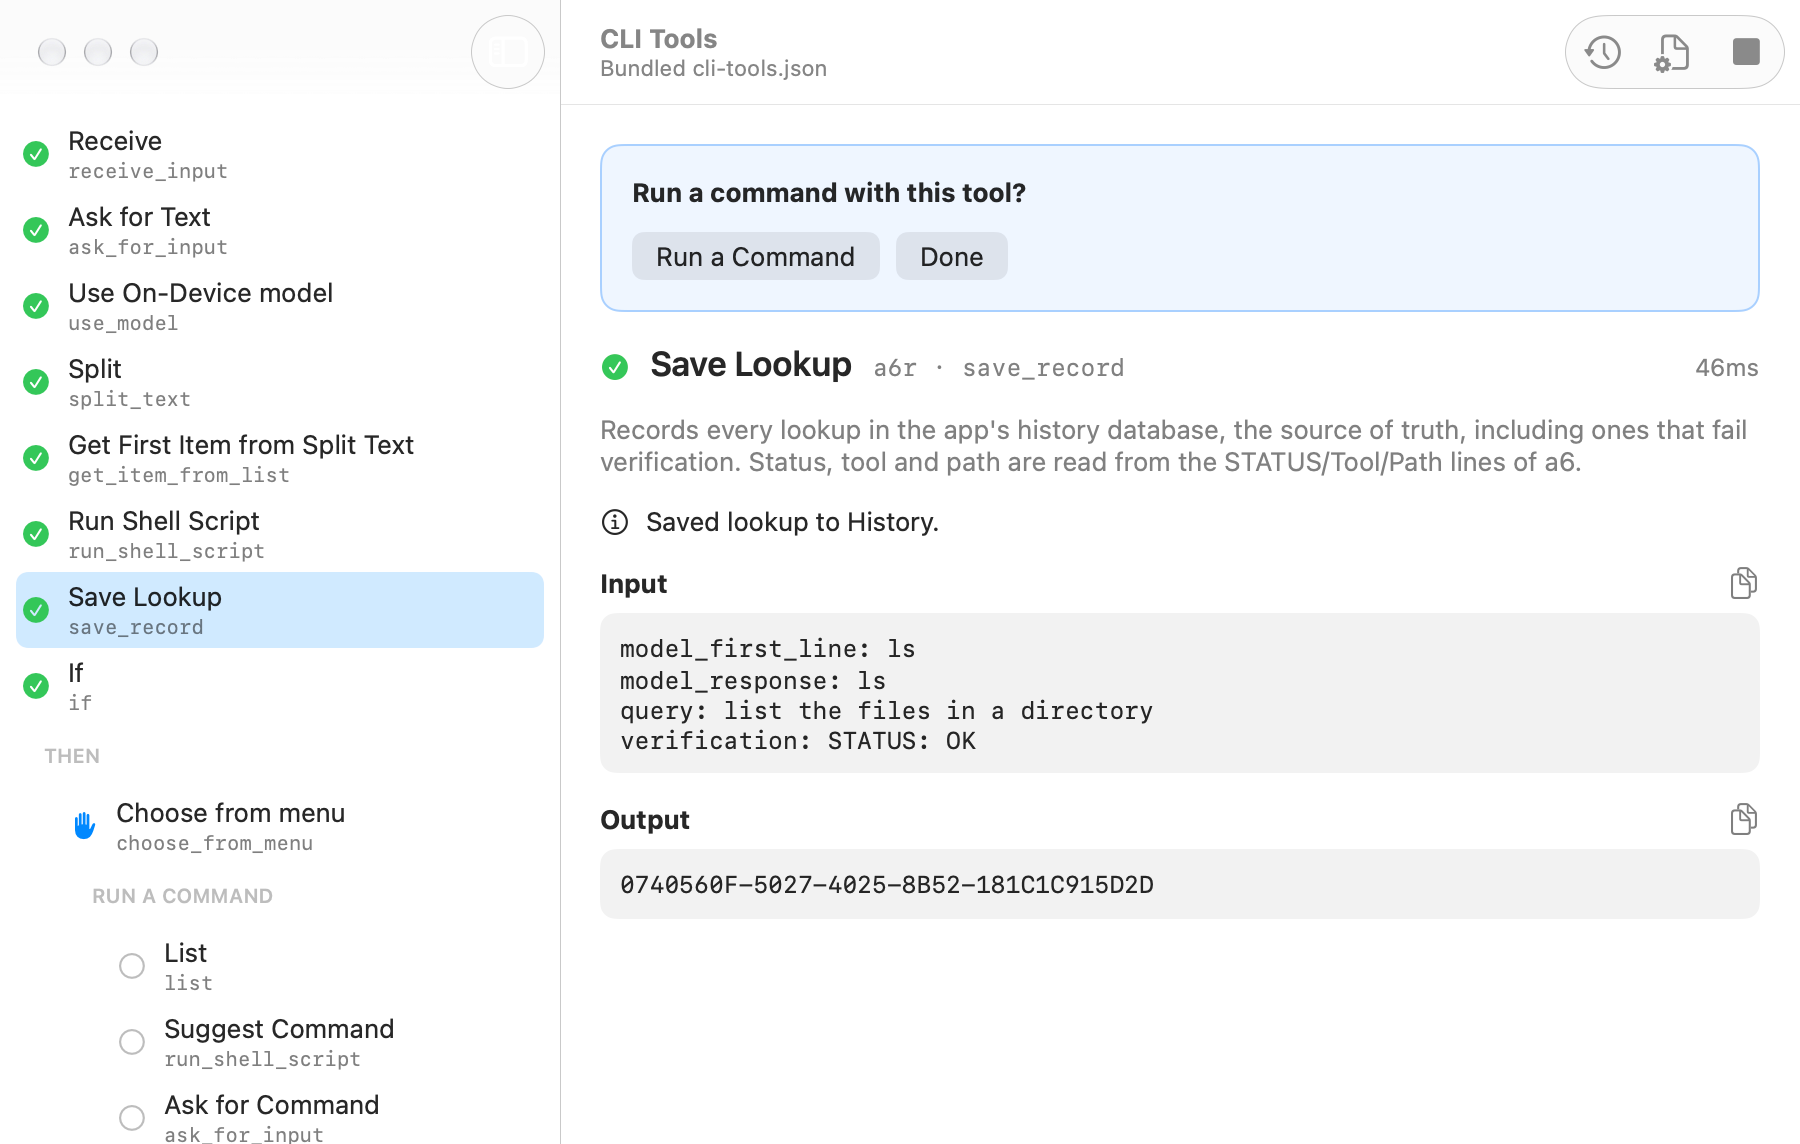 CLI Tools
Bundled cli-tools.json
Receive
receive_input
Ask for Text
ask_for_input
Use On-Device model
use_model
Split
split_text
Get First Item from Split Text
get_item_from_list
Run Shell Script
run_shell_script
Save Lookup
save_record
If
if
THEN
Choose from menu
choose_from_menu
RUN A COMMAND
List
list
Suggest Command
run_shell_script
Ask for Command
ask_for_input
Run a command with this tool?
Run a Command
Done
Save Lookup a6r · save_record 46ms
Records every lookup in the app's history database, the source of truth, including ones that fail
verification. Status, tool and path are read from the STATUS/Tool/Path lines of a6.
Saved lookup to History.
Input
model_first_line: ls
model_response: ls
query: list the files in a directory
verification: STATUS: OK
Output
0740560F-5027-4025-8B52-181C1C915D2D